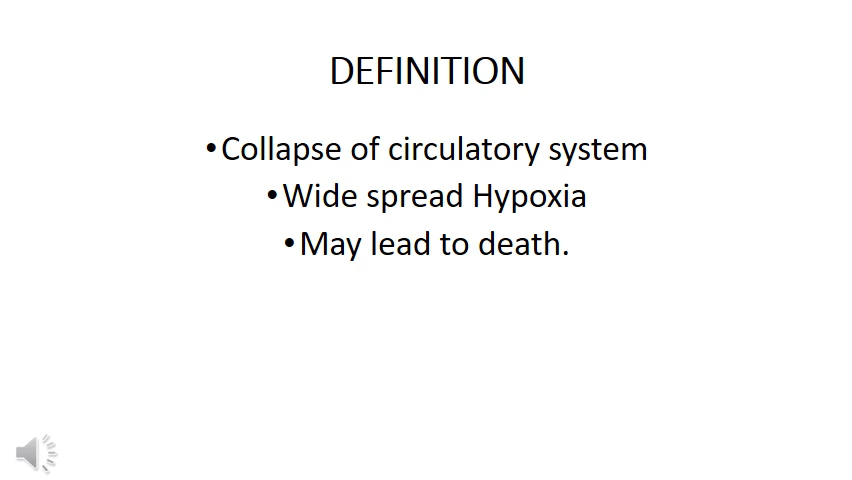 DEFINITION
•Collapse of circulatory system
•Wide spread Hypoxia
•May lead to death.